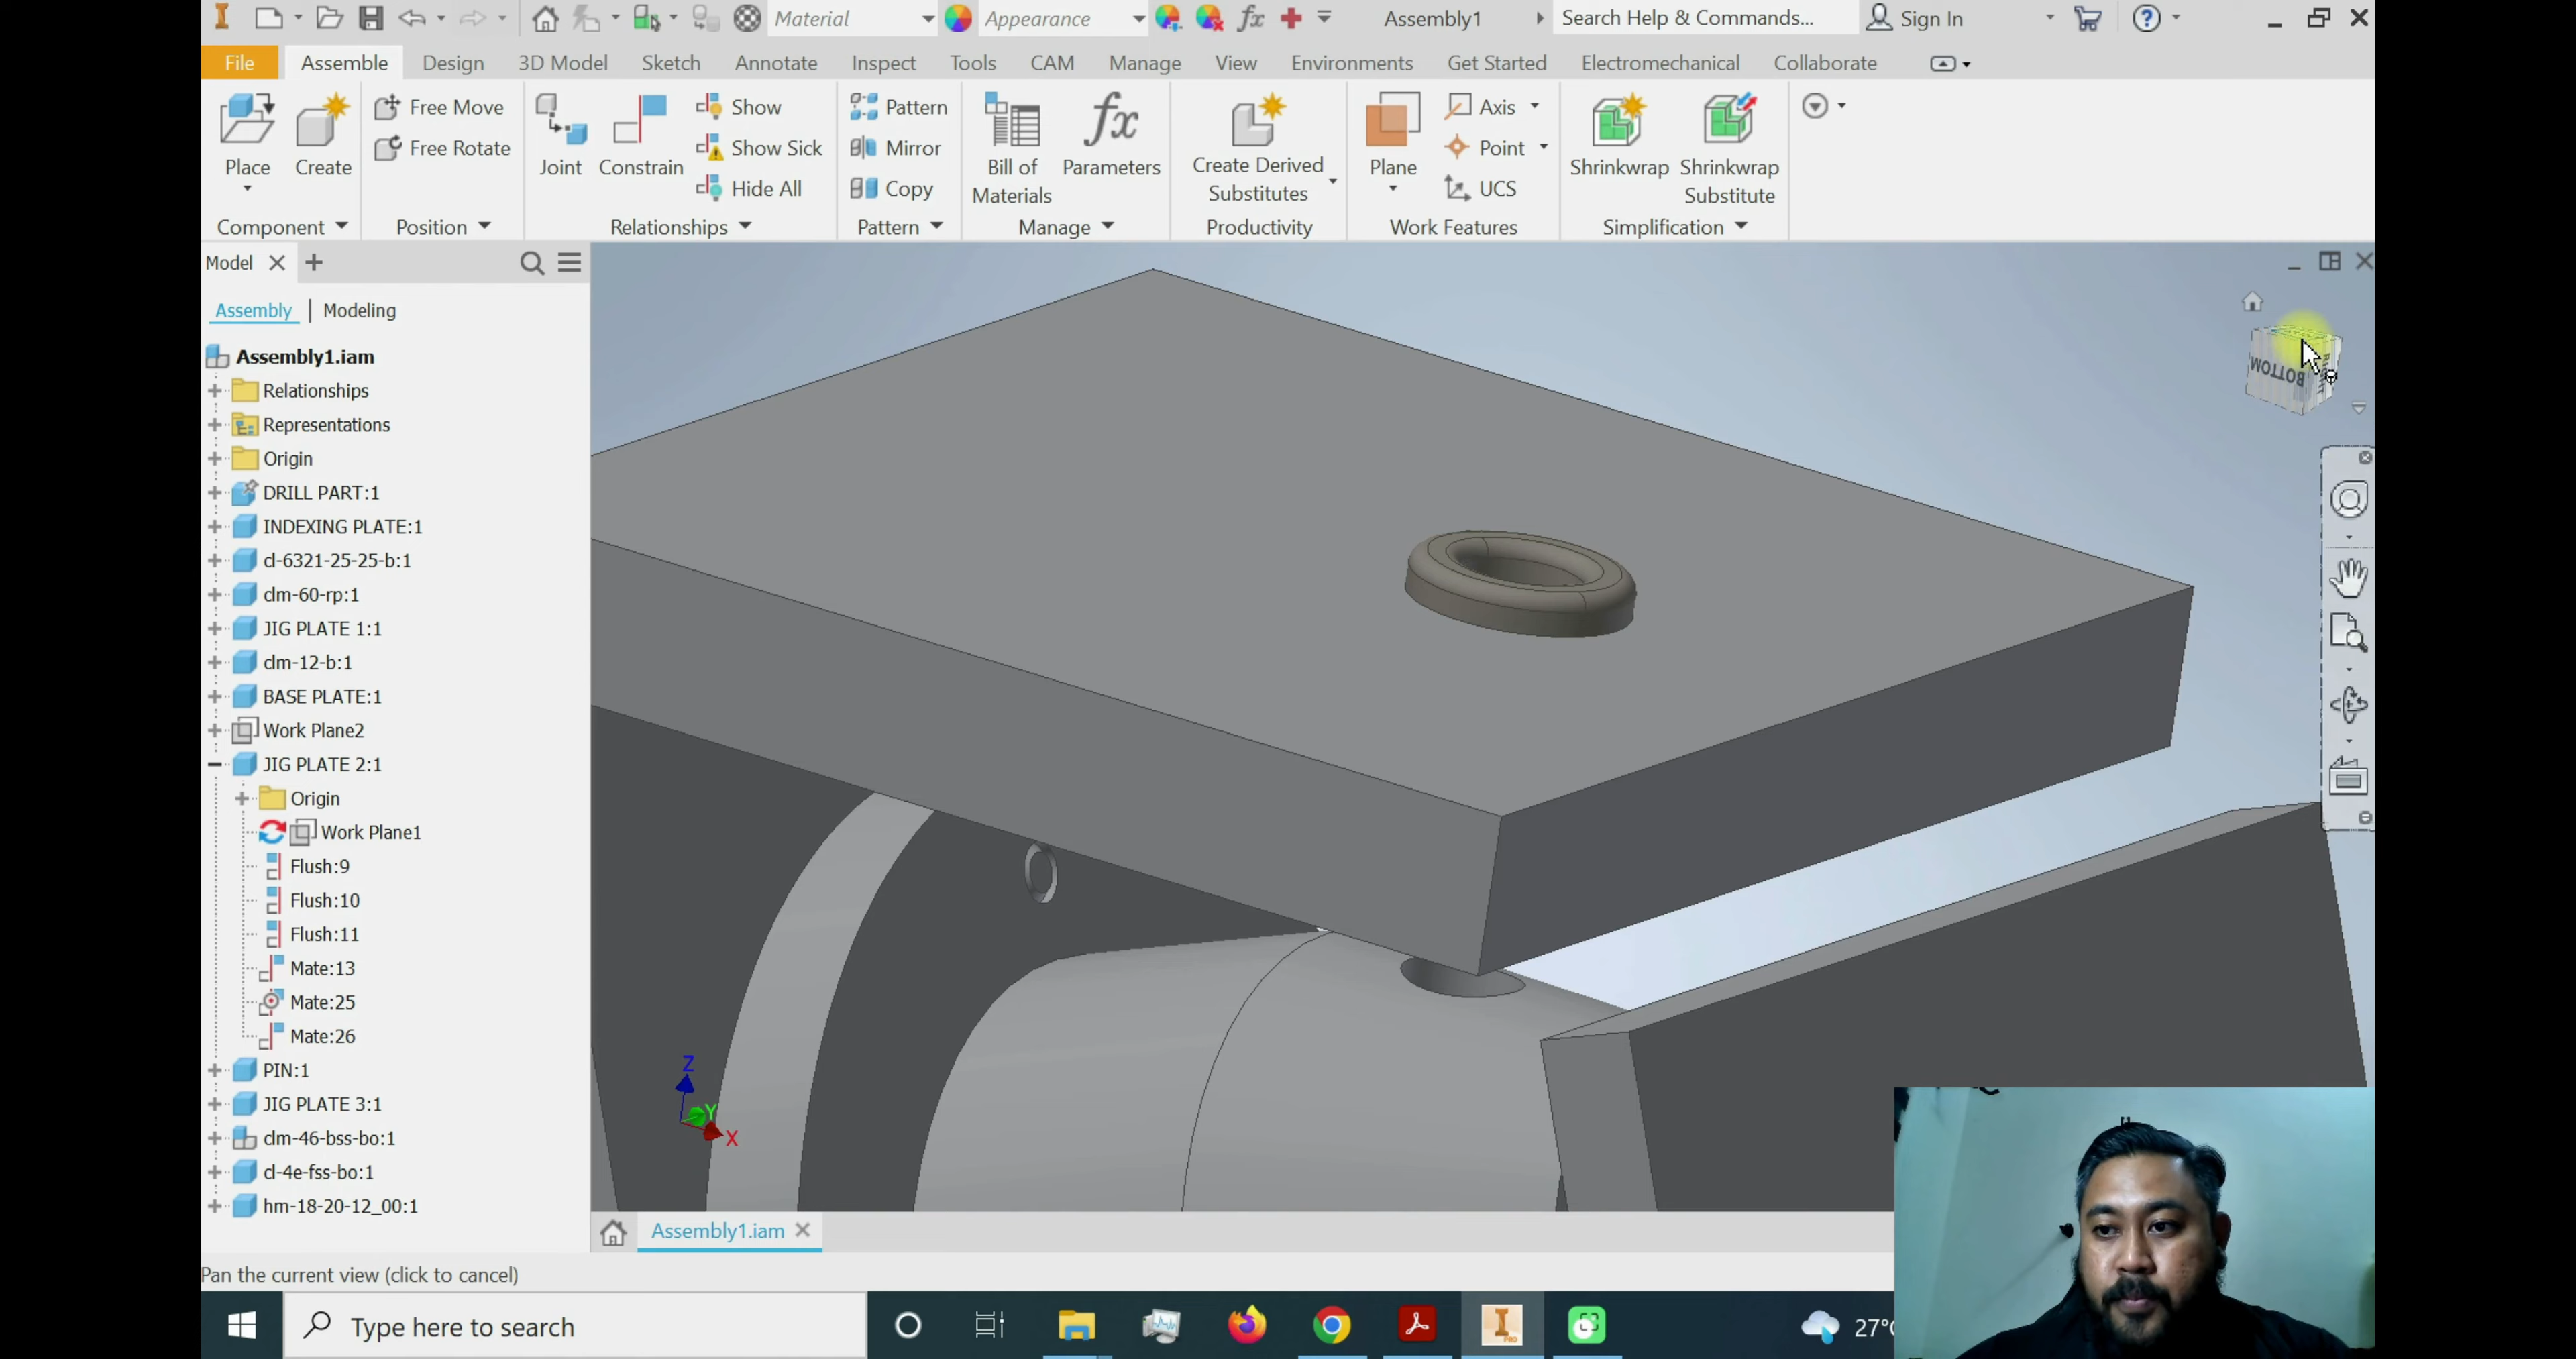 Material
Appearance
fx
Assembly1
Search Help & Commands...
Sign In
File
Assemble
Design
3D Model
Sketch
Annotate
Inspect
Tools
CAM
Manage
View
Environments
Get Started
Electromechanical
Collaborate
Place
Create
Free Move
Free Rotate
Joint
Constrain
Show
Show Sick
Hide All
Pattern
Mirror
Copy
Bill of
Materials
fx
Parameters
Create Derived
Substitutes
Plane
Axis
Point
UCS
Shrinkwrap
Shrinkwrap
Substitute
Component
Position
Relationships
Pattern
Manage
Productivity
Work Features
Simplification
Model
Assembly | Modeling
Assembly1.iam
Relationships
Representations
Origin
DRILL PART:1
INDEXING PLATE:1
cl-6321-25-25-b:1
clm-60-rp:1
JIG PLATE 1:1
clm-12-b:1
BASE PLATE:1
Work Plane2
JIG PLATE 2:1
Origin
Work Plane1
Flush:9
Flush:10
Flush:11
Mate:13
Mate:25
Mate:26
PIN:1
JIG PLATE 3:1
clm-46-bss-bo:1
cl-4e-fss-bo:1
hm-18-20-12_00:1
BOTTOM
Z
Y
X
Assembly1.iam
Pan the current view (click to cancel)
Type here to search
I
PRO
27°C